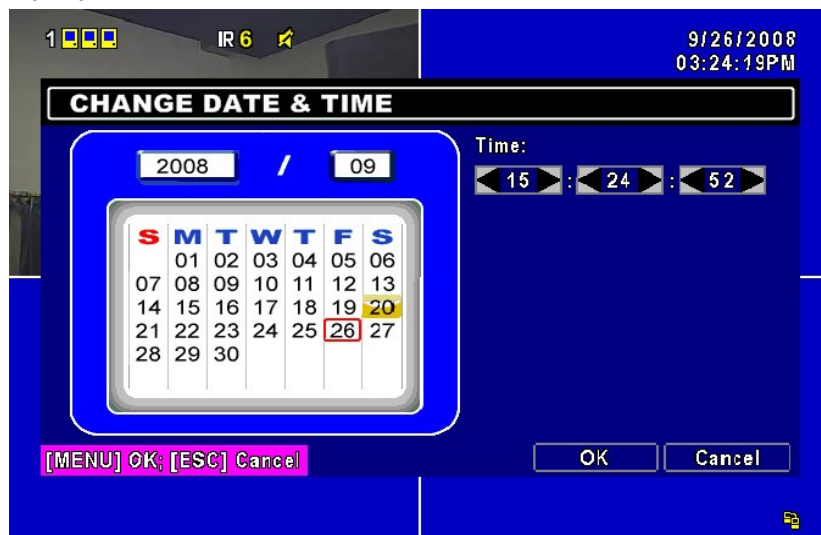 1 IR 6 9/26/2008
03:24:19PM
CHANGE DATE & TIME
2008 / 09
Time:
15 : 24 : 52
S M T W T F S
01 02 03 04 05 06
07 08 09 10 11 12 13
14 15 16 17 18 19 20
21 22 23 24 25 26 27
28 29 30
[MENU] OK; [ESC] Cancel
OK Cancel